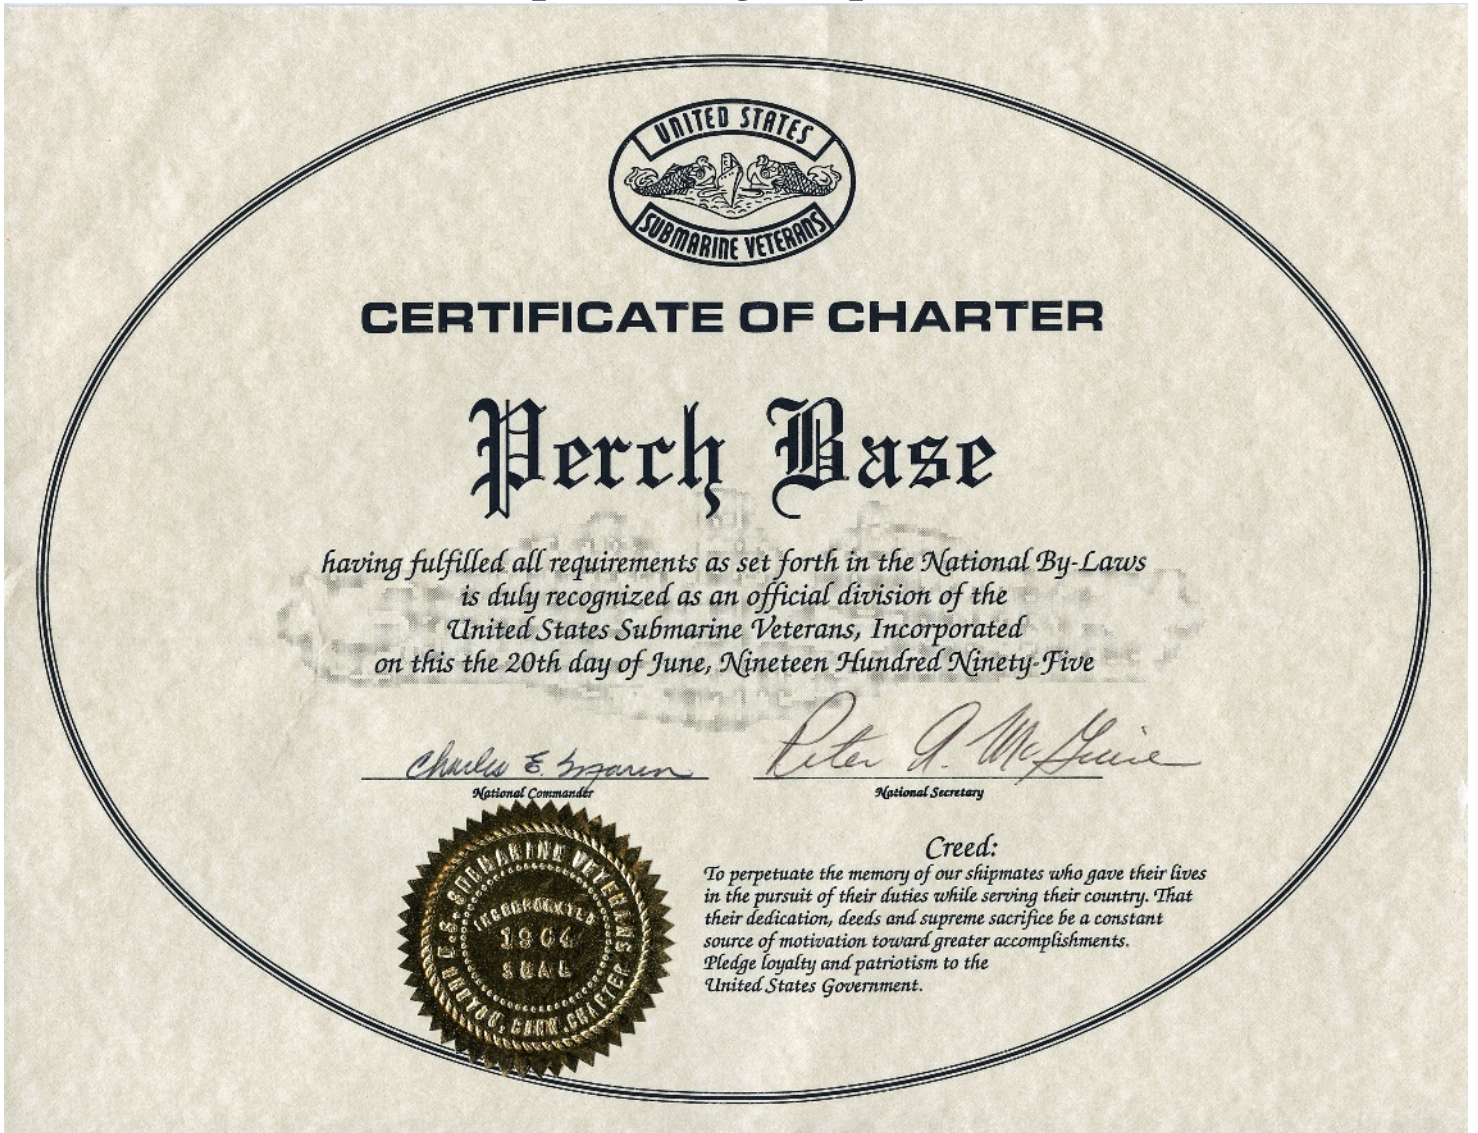 UNITED STATES
SUBMARINE VETERANS
CERTIFICATE OF CHARTER
Perch Base
having fulfilled all requirements as set forth in the National By-Laws
is duly recognized as an official division of the
United States Submarine Veterans, Incorporated
on this the 20th day of June, Nineteen Hundred Ninety-Five
Charles E. Peter A. McGuire
National Commander National Secretary
U.S. SUBMARINE VETERANS
INCORPORATED
1964
SEAL
GROTON, CONN. CHAPTER
Creed:
To perpetuate the memory of our shipmates who gave their lives
in the pursuit of their duties while serving their country. That
their dedication, deeds and supreme sacrifice be a constant
source of motivation toward greater accomplishments.
Pledge loyalty and patriotism to the
United States Government.